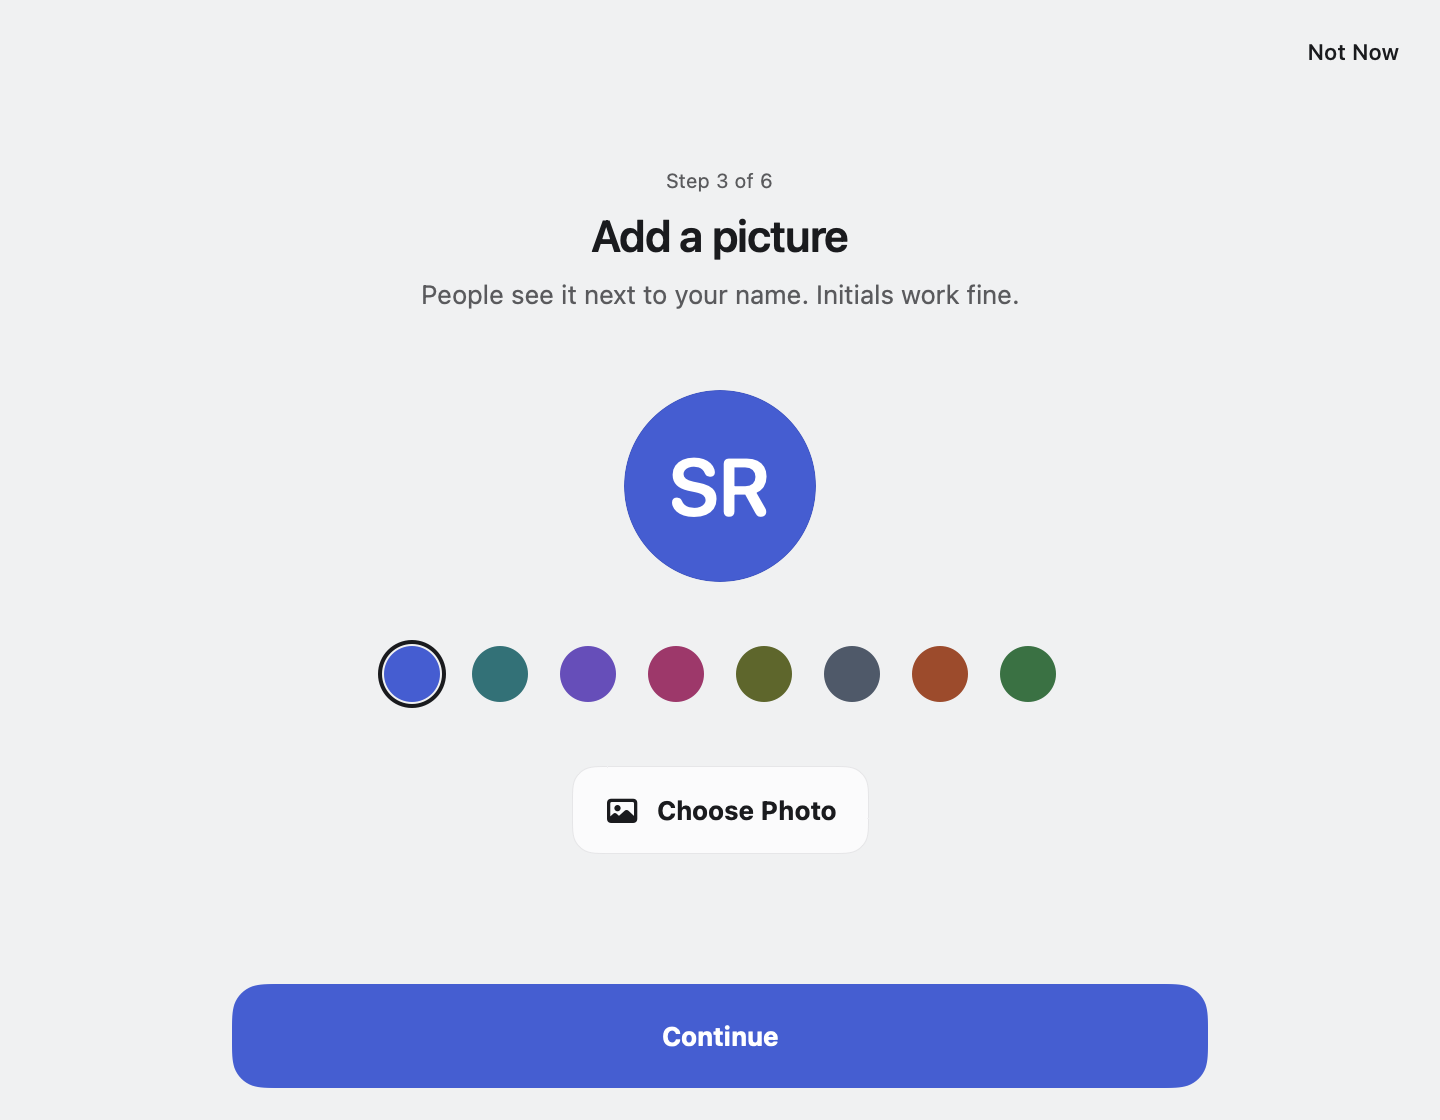 Not Now
Step 3 of 6
Add a picture
People see it next to your name. Initials work fine.
SR
Choose Photo
Continue